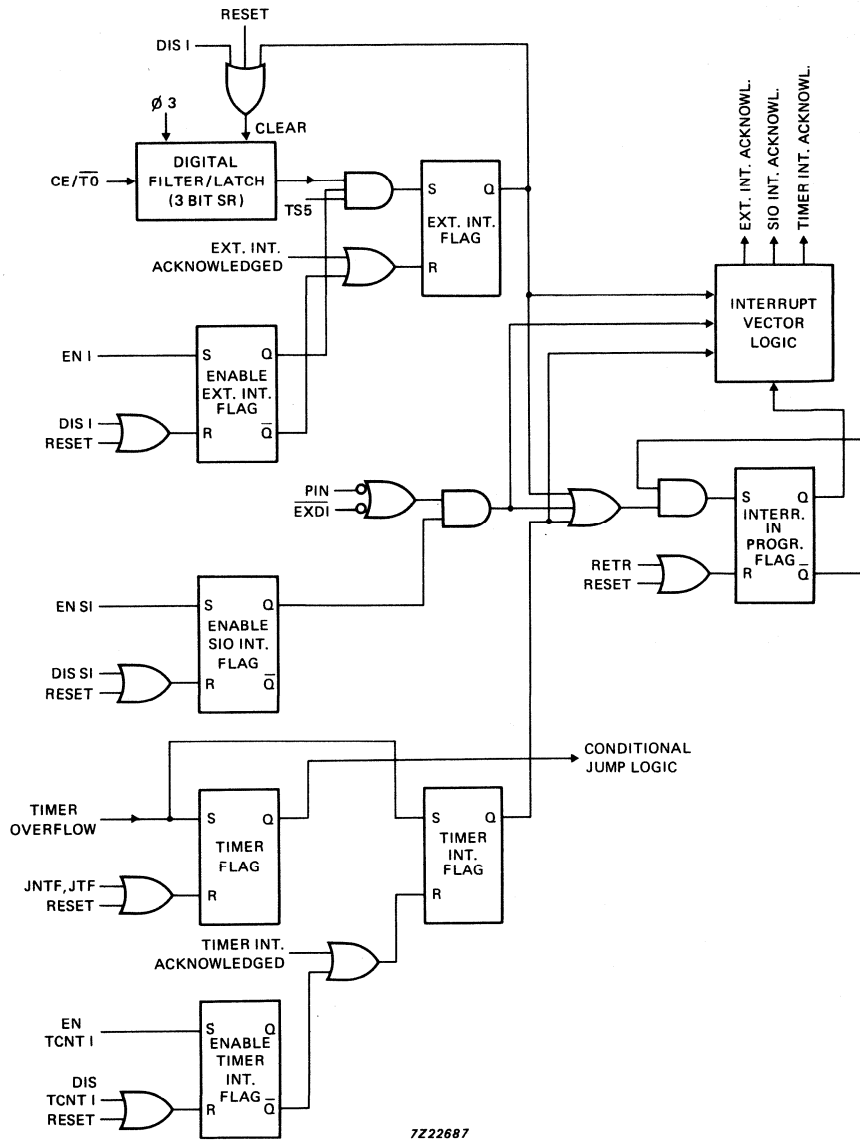 RESET
DIS I
Ø 3
CLEAR
CE/T̅0̅
DIGITAL
FILTER/LATCH
(3 BIT SR)
TS5
S
Q
EXT. INT.
FLAG
R
EXT. INT.
ACKNOWLEDGED
EXT. INT. ACKNOWL.
SIO INT. ACKNOWL.
TIMER INT. ACKNOWL.
INTERRUPT
VECTOR
LOGIC
EN I
S
Q
ENABLE
EXT. INT.
FLAG
R
Q̅
DIS I
RESET
PIN
E̅X̅D̅I̅
S
Q
INTERR.
IN
PROGR.
FLAG
R
Q̅
RETR
RESET
EN SI
S
Q
ENABLE
SIO INT.
FLAG
R
Q̅
DIS SI
RESET
CONDITIONAL
JUMP LOGIC
TIMER
OVERFLOW
S
Q
TIMER
FLAG
R
JNTF, JTF
RESET
S
Q
TIMER
INT.
FLAG
R
TIMER INT.
ACKNOWLEDGED
EN
TCNT I
S
Q
ENABLE
TIMER
INT.
FLAG
R
Q̅
DIS
TCNT I
RESET
7Z22687